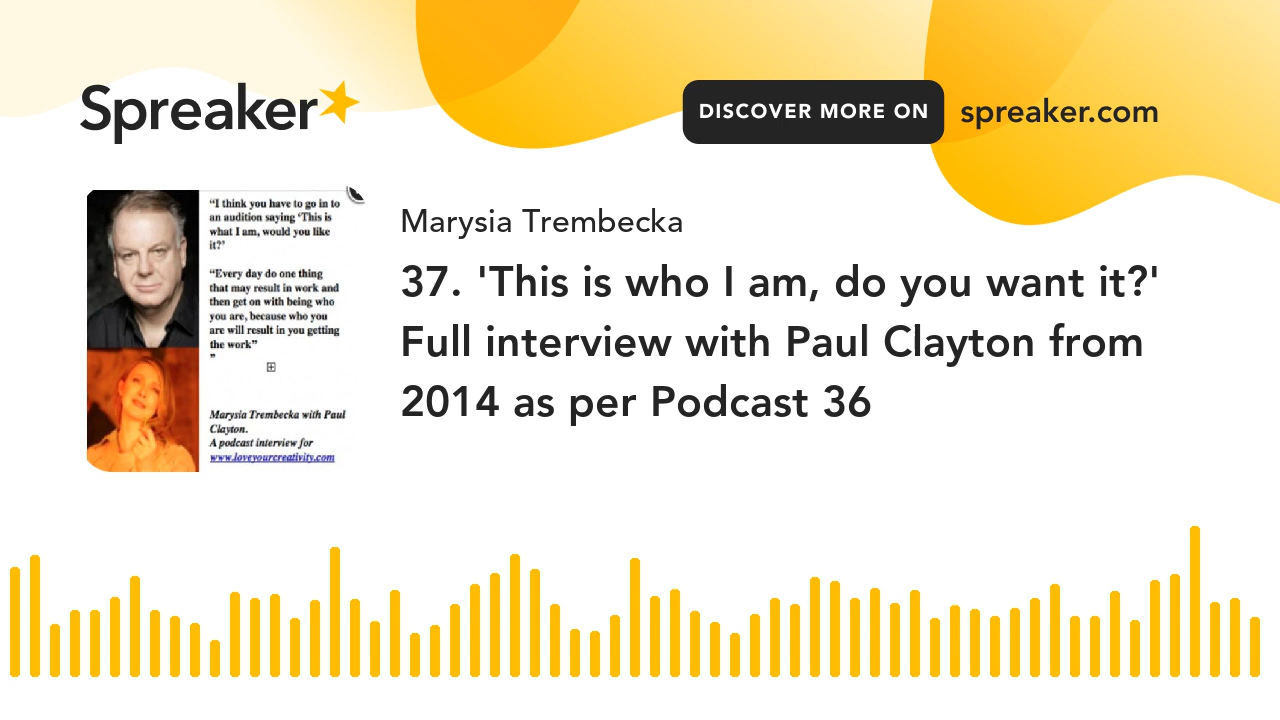 Spreaker
DISCOVER MORE ON
spreaker.com
“I think you have to go in to
an audition saying ‘This is
what I am, would you like
it?’
“Every day do one thing
that may result in work and
then get on with being who
you are, because who you
are will result in you getting
the work”
”
Marysia Trembecka with Paul
Clayton.
A podcast interview for
www.loveyourcreativity.com
Marysia Trembecka
37. 'This is who I am, do you want it?'
Full interview with Paul Clayton from
2014 as per Podcast 36